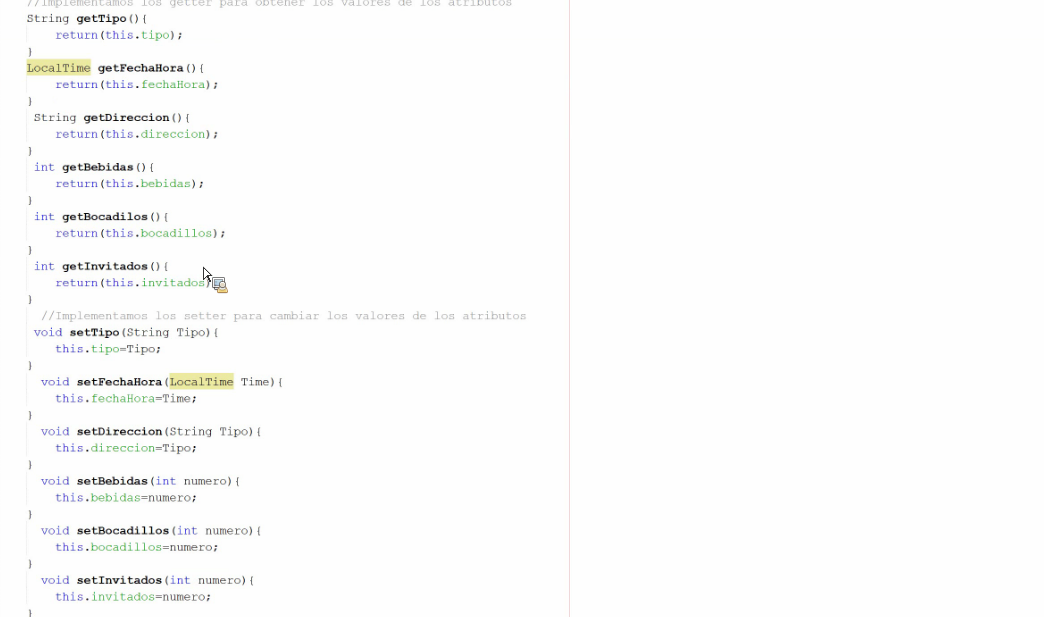 //Implementamos los getter para obtener los valores de los atributos
String getTipo(){
return(this.tipo);
}
LocalTime getFechaHora(){
return(this.fechaHora);
}
String getDireccion(){
return(this.direccion);
}
int getBebidas(){
return(this.bebidas);
}
int getBocadilos(){
return(this.bocadillos);
}
int getInvitados(){
return(this.invitados)
}
//Implementamos los setter para cambiar los valores de los atributos
void setTipo(String Tipo){
this.tipo=Tipo;
}
void setFechaHora(LocalTime Time){
this.fechaHora=Time;
}
void setDireccion(String Tipo){
this.direccion=Tipo;
}
void setBebidas(int numero){
this.bebidas=numero;
}
void setBocadillos(int numero){
this.bocadillos=numero;
}
void setInvitados(int numero){
this.invitados=numero;
}